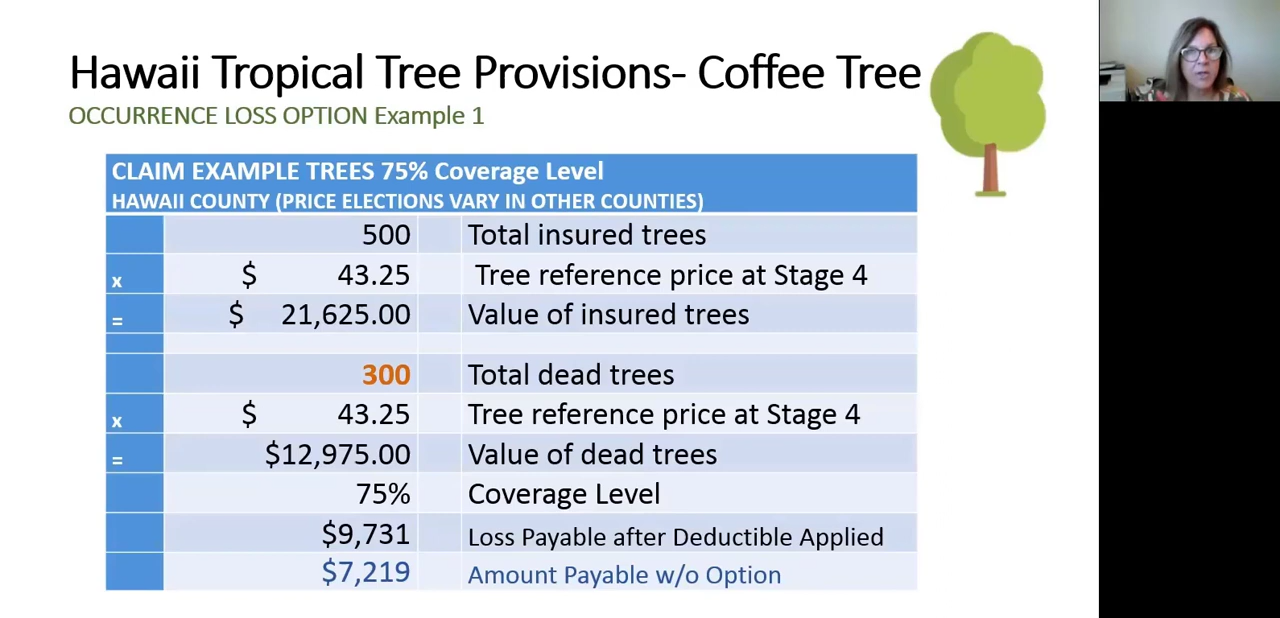 Hawaii Tropical Tree Provisions- Coffee Tree
OCCURRENCE LOSS OPTION Example 1
CLAIM EXAMPLE TREES 75% Coverage Level
HAWAII COUNTY (PRICE ELECTIONS VARY IN OTHER COUNTIES)
500 Total insured trees
x $ 43.25 Tree reference price at Stage 4
= $ 21,625.00 Value of insured trees
300 Total dead trees
x $ 43.25 Tree reference price at Stage 4
= $12,975.00 Value of dead trees
75% Coverage Level
$9,731 Loss Payable after Deductible Applied
$7,219 Amount Payable w/o Option